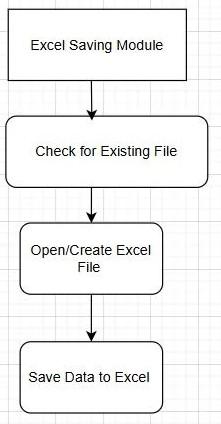 Excel Saving Module
Check for Existing File
Open/Create Excel
File
Save Data to Excel